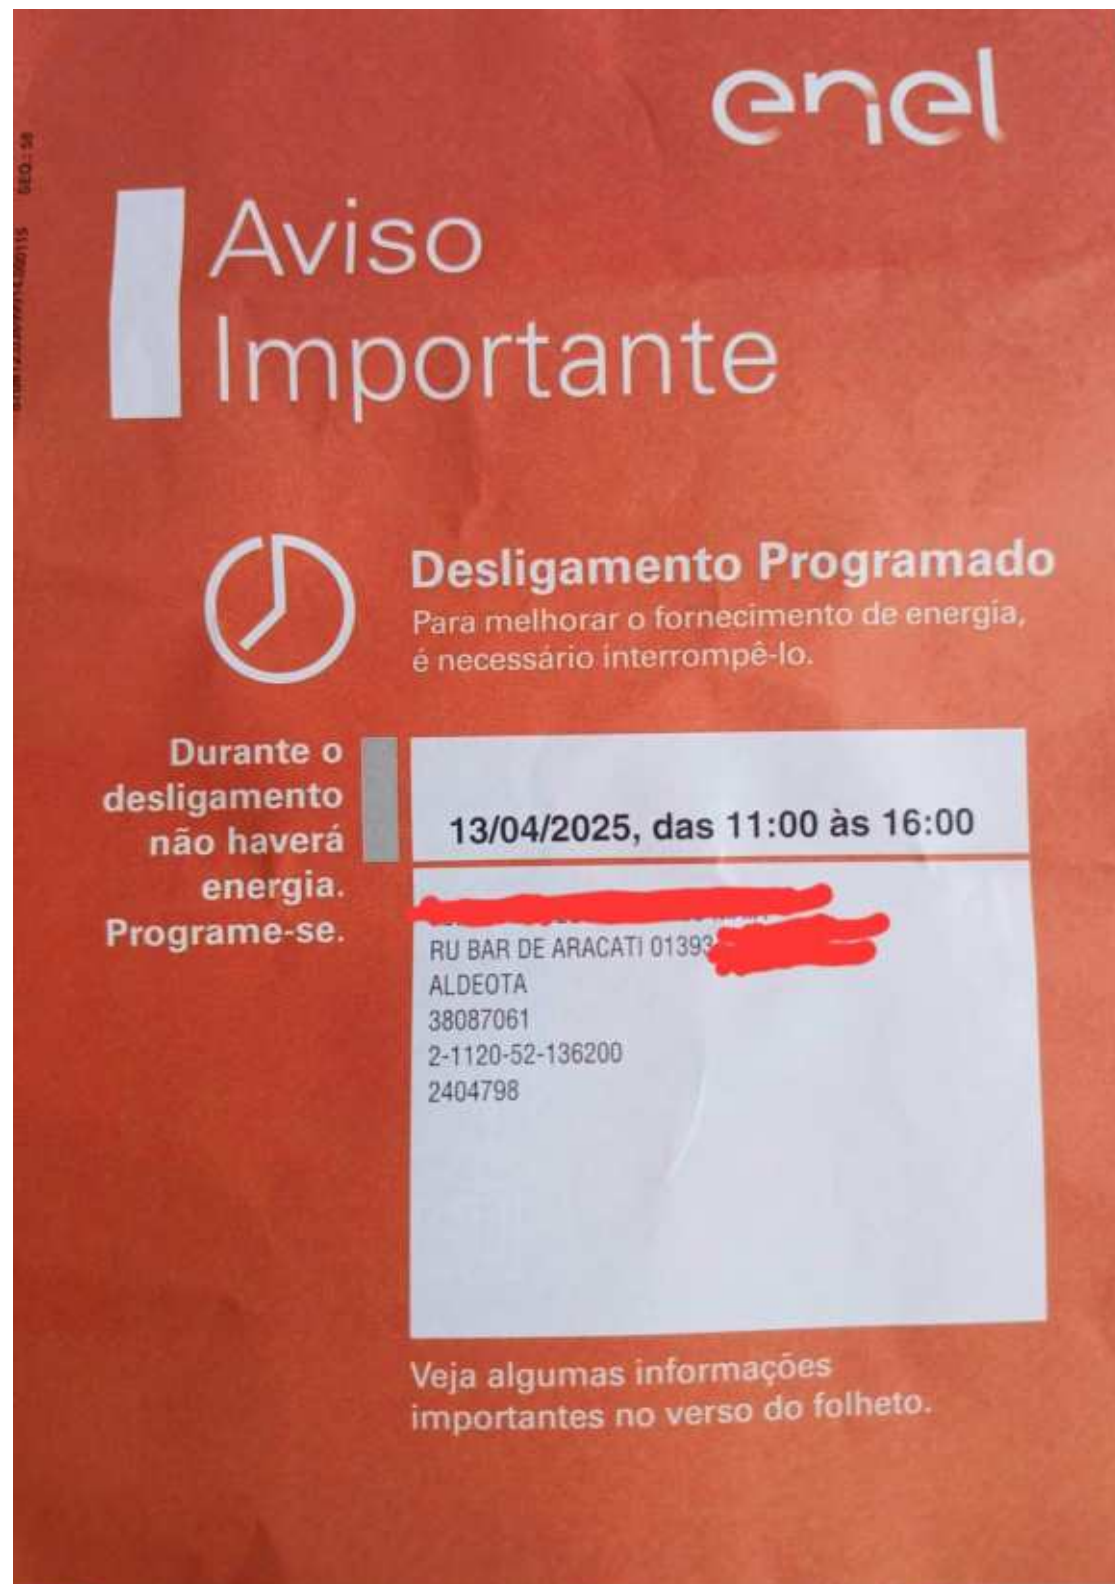 enel
SEQ.: 56
Aviso
Importante
Desligamento Programado
Para melhorar o fornecimento de energia,
é necessário interrompê-lo.
Durante o
desligamento
não haverá
energia.
Programe-se.
13/04/2025, das 11:00 às 16:00
RU BAR DE ARACATI 01393
ALDEOTA
38087061
2-1120-52-136200
2404798
Veja algumas informações
importantes no verso do folheto.